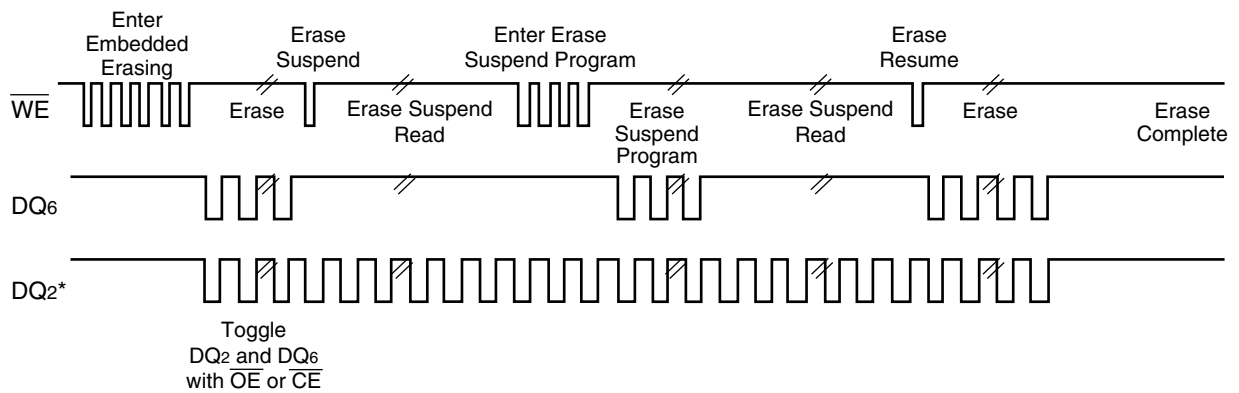 Enter
Embedded
Erasing
Erase
Suspend
Enter Erase
Suspend Program
Erase
Resume
WE
Erase
Erase Suspend
Read
Erase
Suspend
Program
Erase Suspend
Read
Erase
Erase
Complete
DQ6
DQ2*
Toggle
DQ2 and DQ6
with OE or CE